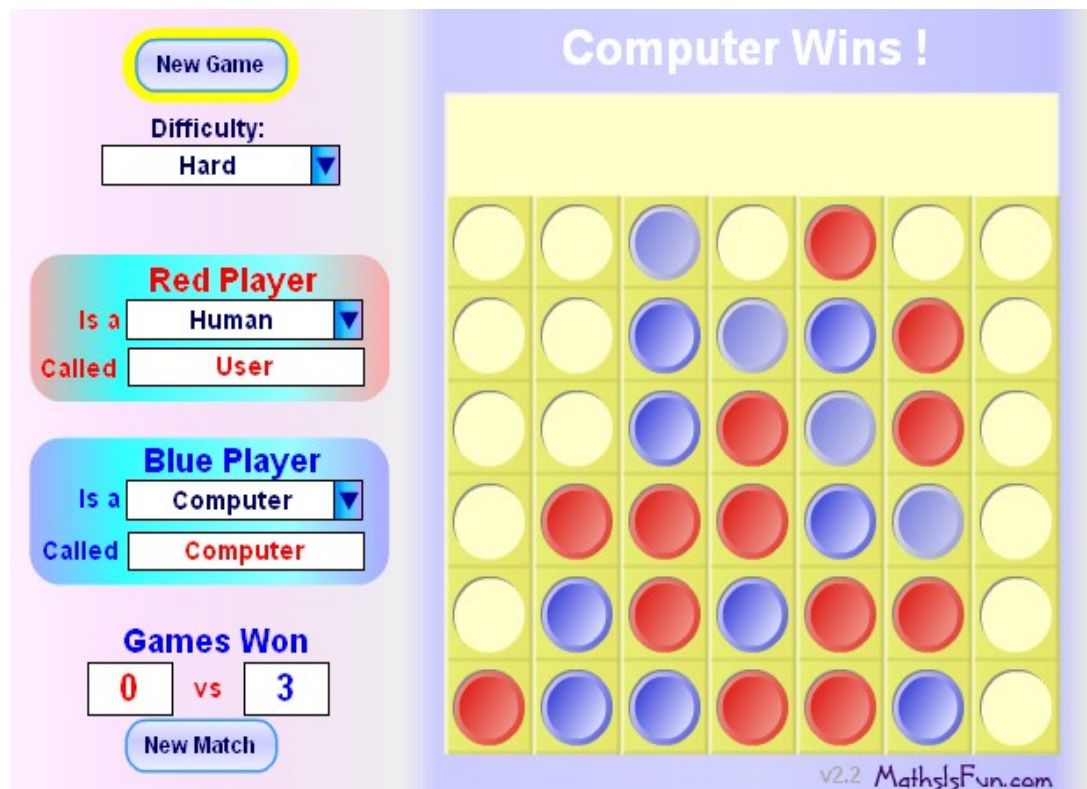 New Game
Difficulty:
Hard
Red Player
Is a Human
Called User
Blue Player
Is a Computer
Called Computer
Games Won
0 vs 3
New Match
Computer Wins !
v2.2 MathsIsFun.com